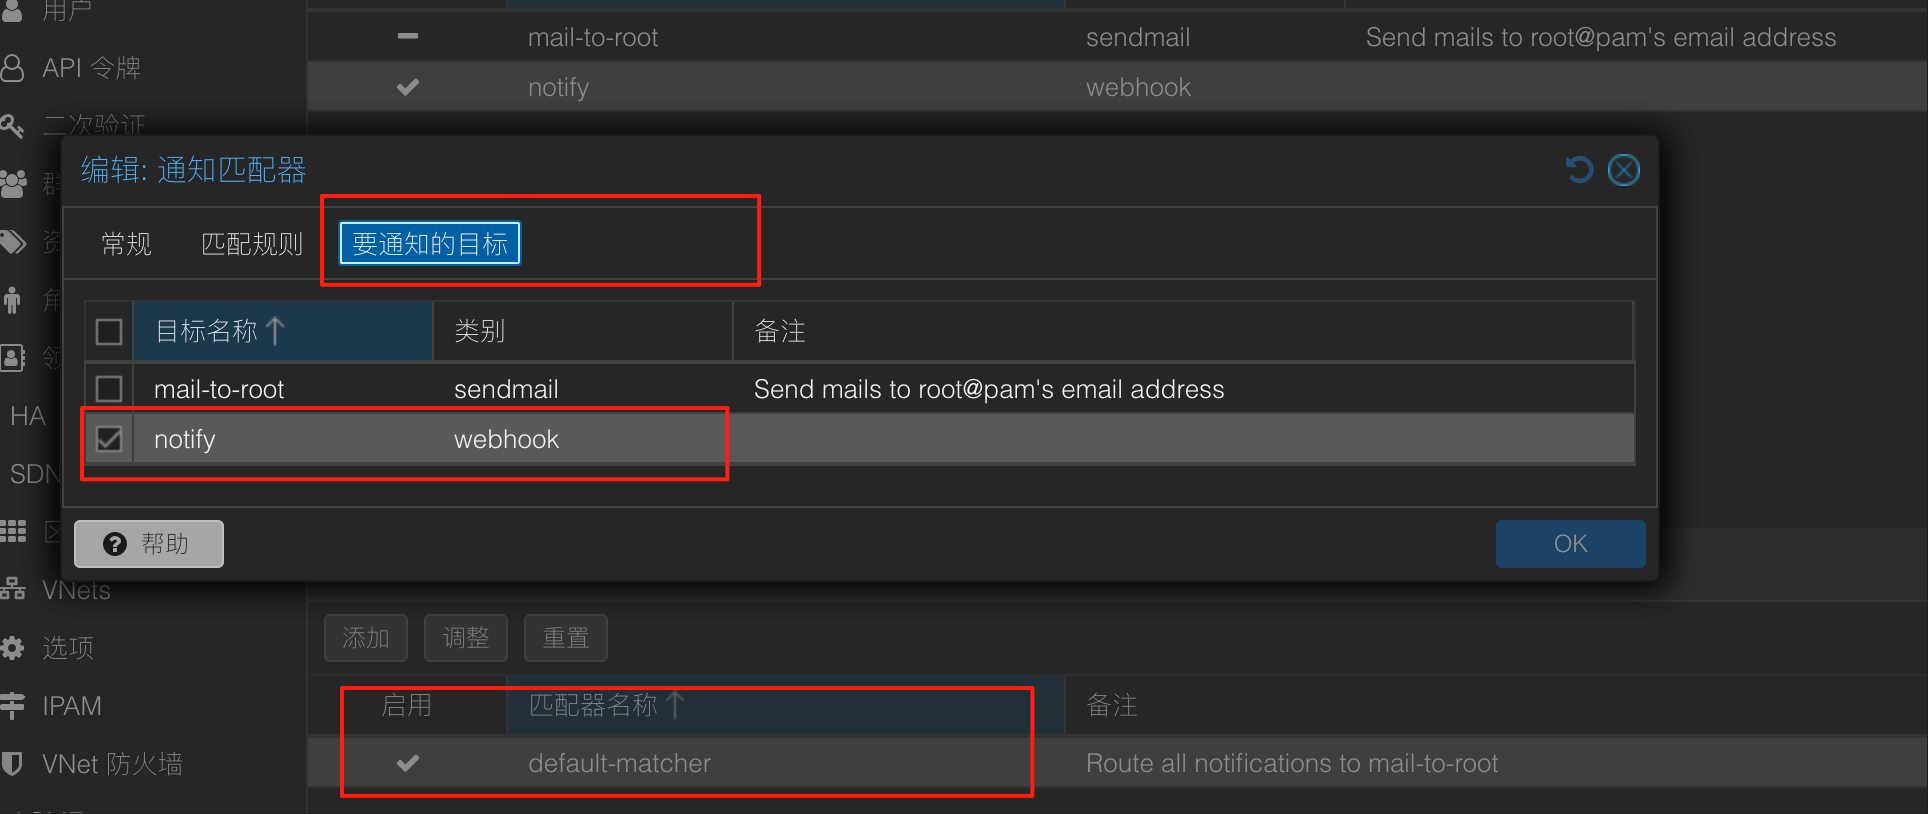 用户
mail-to-root sendmail Send mails to root@pam's email address
API 令牌
notify webhook
二次验证
编辑: 通知匹配器
群
常规 匹配规则 要通知的目标
资
角
目标名称 类别 备注
领
mail-to-root sendmail Send mails to root@pam's email address
HA
notify webhook
SDN
区
帮助 OK
VNets
添加 调整 重置
选项
IPAM
启用 匹配器名称 备注
VNet 防火墙
default-matcher Route all notifications to mail-to-root